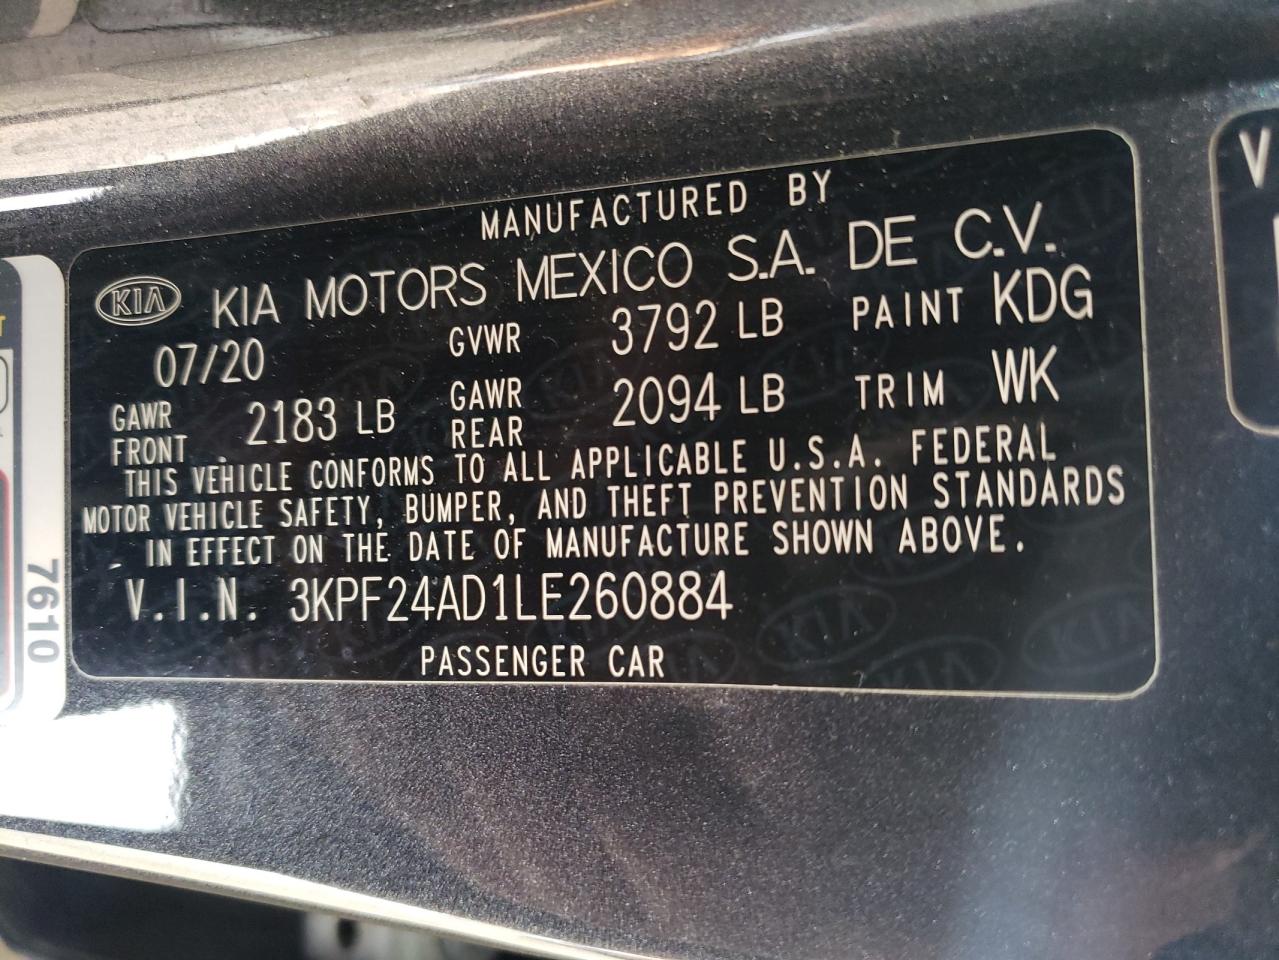 MANUFACTURED BY
KIA KIA MOTORS MEXICO S.A. DE C.V.
07/20 GVWR 3792 LB PAINT KDG
GAWR FRONT 2183 LB GAWR REAR 2094 LB TRIM WK
THIS VEHICLE CONFORMS TO ALL APPLICABLE U.S.A. FEDERAL
MOTOR VEHICLE SAFETY, BUMPER, AND THEFT PREVENTION STANDARDS
IN EFFECT ON THE DATE OF MANUFACTURE SHOWN ABOVE.
V.I.N. 3KPF24AD1LE260884
PASSENGER CAR
7610
V